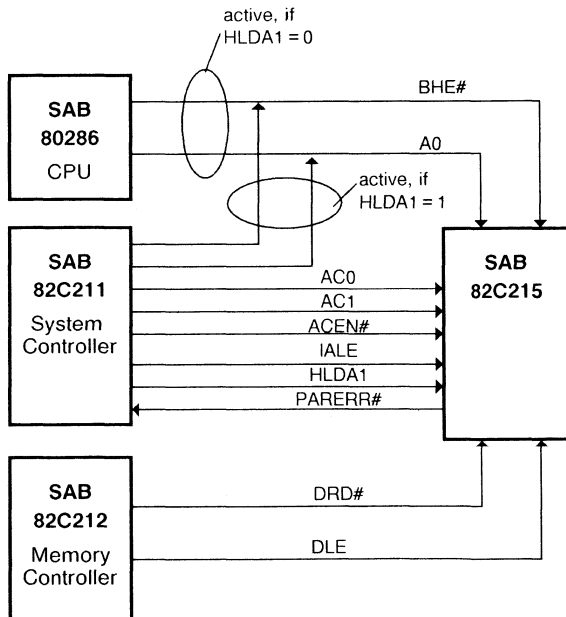 active, if
HLDA1 = 0
SAB
80286
CPU
BHE#
A0
active, if
HLDA1 = 1
SAB
82C211
System
Controller
AC0
AC1
ACEN#
IALE
HLDA1
PARERR#
SAB
82C215
SAB
82C212
Memory
Controller
DRD#
DLE